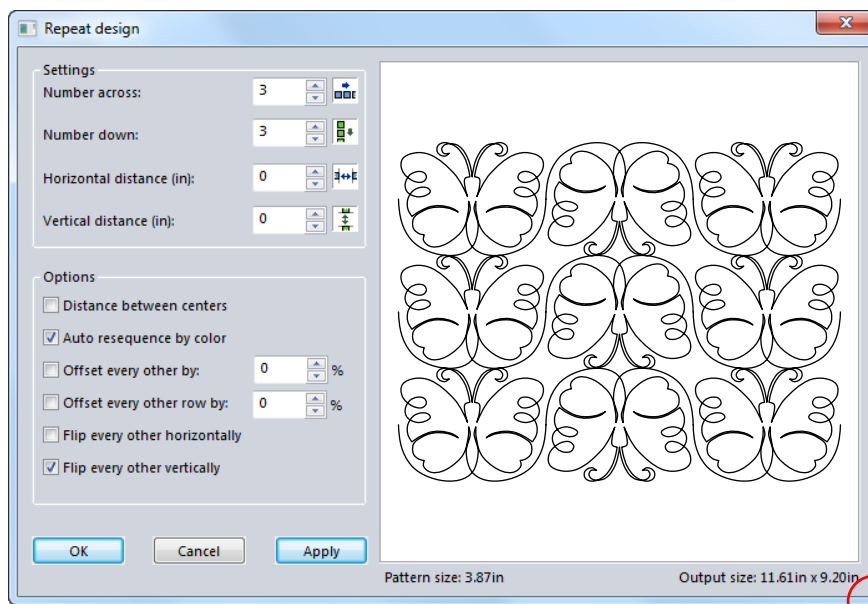 Repeat design
Settings
Number across: 3
Number down: 3
Horizontal distance (in): 0
Vertical distance (in): 0
Options
Distance between centers
Auto resequence by color
Offset every other by: 0 %
Offset every other row by: 0 %
Flip every other horizontally
Flip every other vertically
OK Cancel Apply
Pattern size: 3.87in Output size: 11.61in x 9.20in